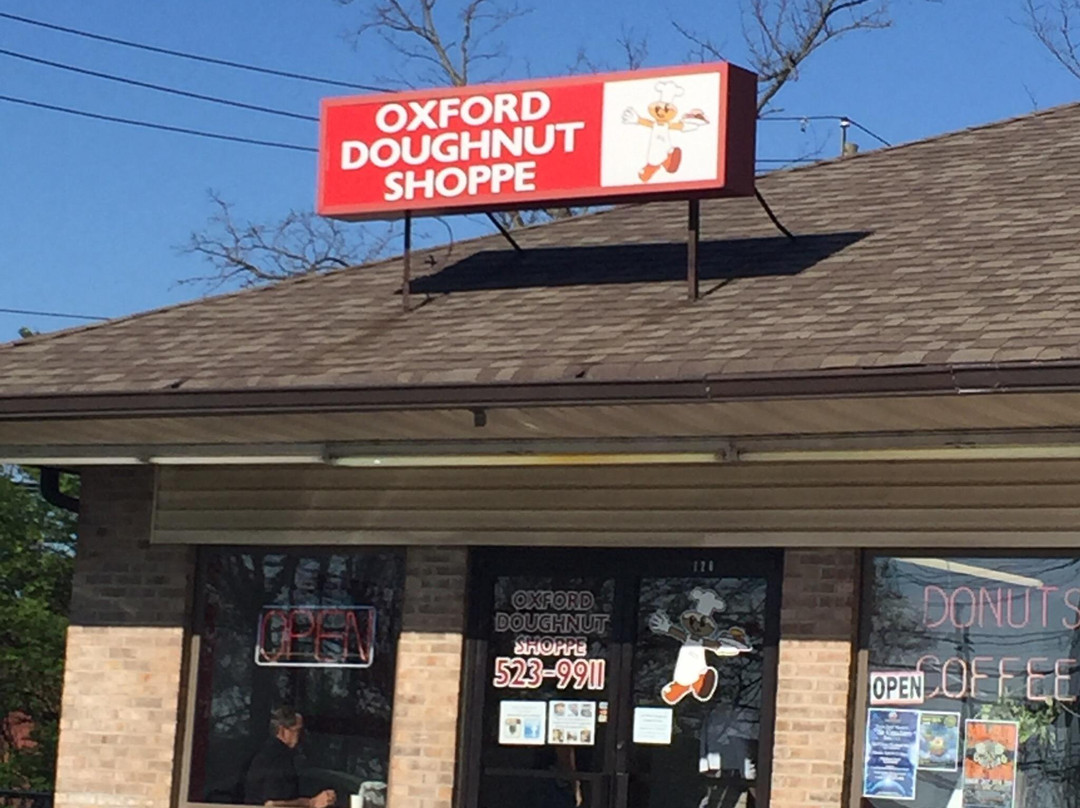 OXFORD
DOUGHNUT
SHOPPE
OPEN
120
OXFORD
DOUGHNUT
SHOPPE
523-9911
DONUTS
COFFEE
OPEN